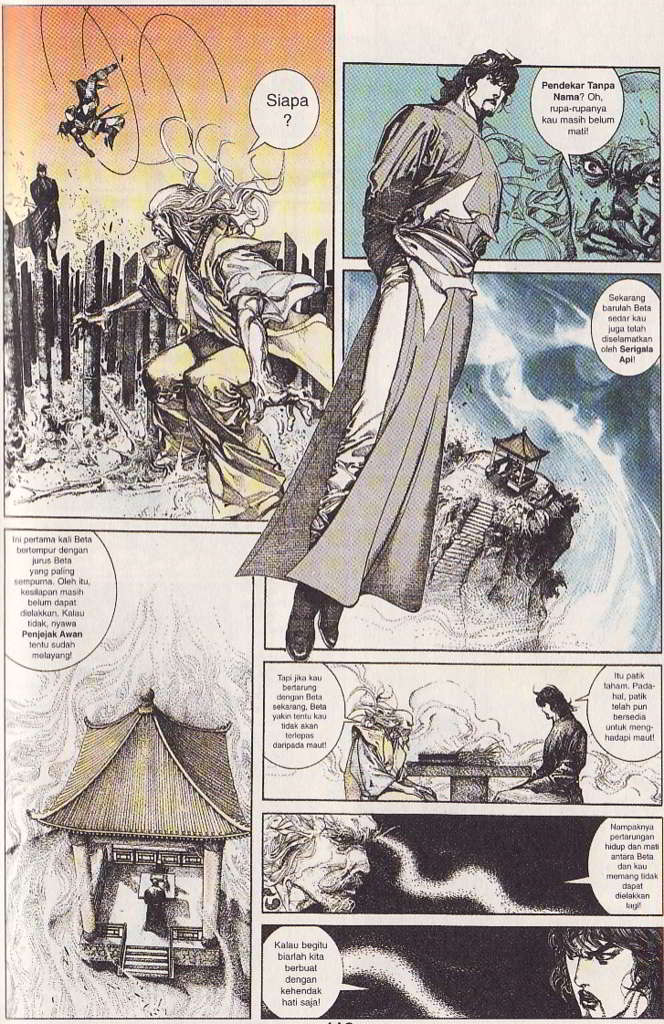 Siapa
?
Pendekar Tanpa
Nama? Oh,
rupa-rupanya
kau masih belum
mati!
Sekarang
barulah Beta
sedar kau
juga telah
diselamatkan
oleh Serigala
Api!
Ini pertama kali Beta
bertempur dengan
jurus Beta
yang paling
sempurna. Oleh itu,
kesilapan masih
belum dapat
dielakkan. Kalau
tidak, nyawa
Penjejak Awan
tentu sudah
melayang!
Tapi jika kau
bertarung
dengan Beta
sekarang, Beta
yakin tentu kau
tidak akan
terlepas
daripada maut!
Itu patik
faham. Pada-
hal, patik
telah pun
bersedia
untuk meng-
hadapi maut!
Nampaknya
pertarungan
hidup dan mati
antara Beta
dan kau
memang tidak
dapat
dielakkan
lagi!
Kalau begitu
biarlah kita
berbuat
dengan
kehendak
hati saja!